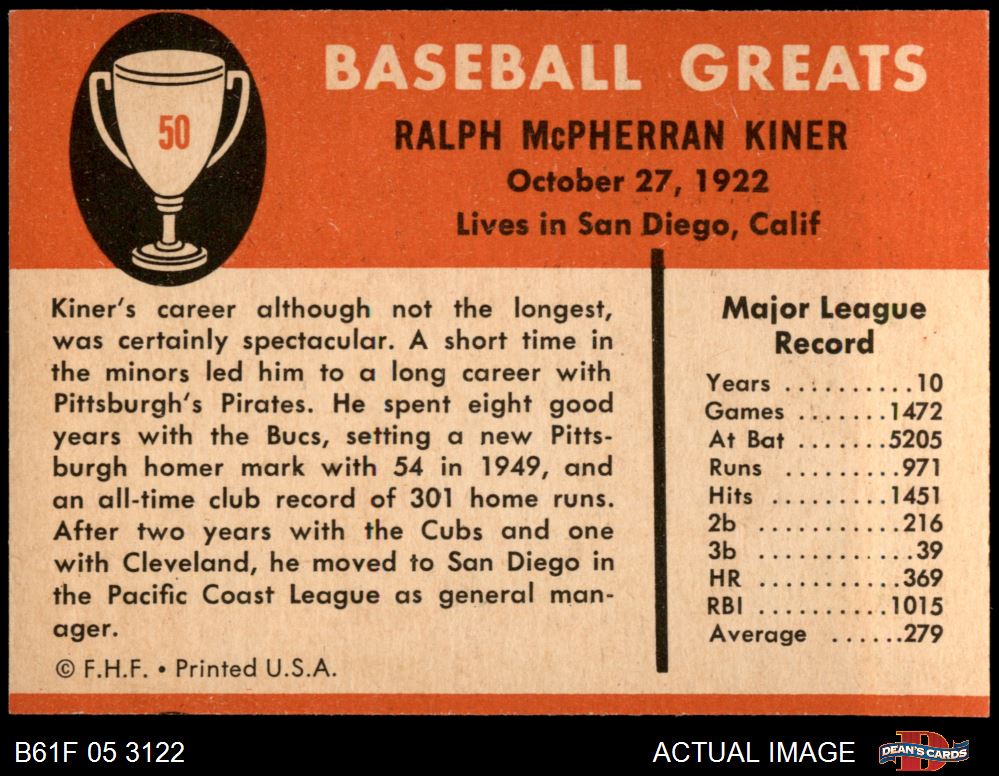 50
BASEBALL GREATS
RALPH McPHERRAN KINER
October 27, 1922
Lives in San Diego, Calif
Kiner's career although not the longest,
was certainly spectacular. A short time in
the minors led him to a long career with
Pittsburgh's Pirates. He spent eight good
years with the Bucs, setting a new Pitts-
burgh homer mark with 54 in 1949, and
an all-time club record of 301 home runs.
After two years with the Cubs and one
with Cleveland, he moved to San Diego in
the Pacific Coast League as general man-
ager.
© F.H.F. • Printed U.S.A.
Major League
Record
Years ..........10
Games .......1472
At Bat .......5205
Runs .........971
Hits .........1451
2b ...........216
3b ............39
HR ...........369
RBI ..........1015
Average ......279
B61F 05 3122
ACTUAL IMAGE
D
DEAN'S CARDS